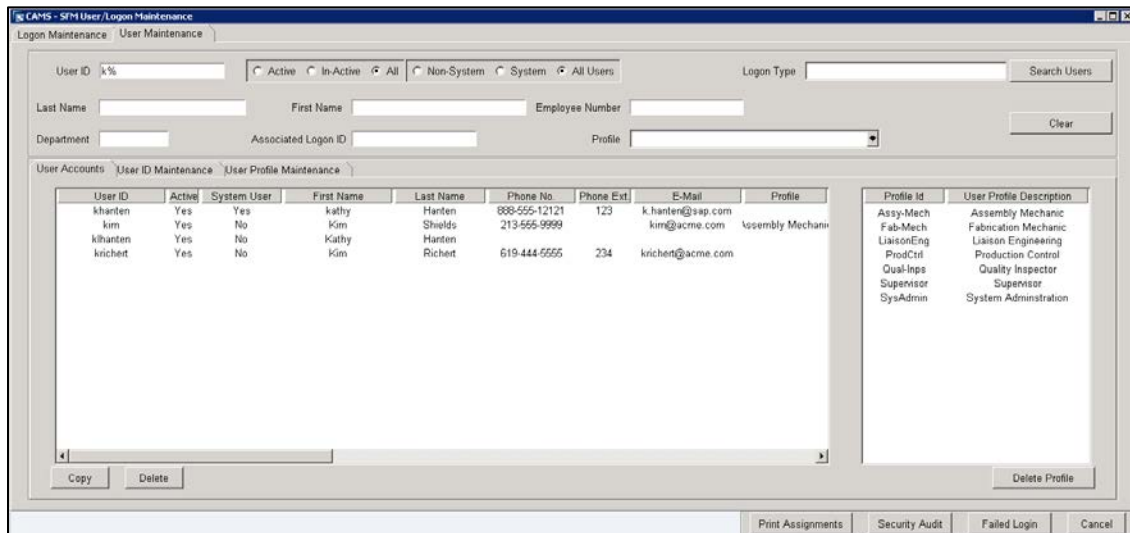 CAMS - SFM User/Logon Maintenance
Logon Maintenance User Maintenance
User ID k% Active In-Active All Non-System System All Users Logon Type Search Users
Last Name First Name Employee Number
Clear
Department Associated Logon ID Profile
User Accounts User ID Maintenance User Profile Maintenance
User ID Active System User First Name Last Name Phone No. Phone Ext. E-Mail Profile Profile Id User Profile Description
khanten Yes Yes kathy Hanten 888-555-12121 123 k.hanten@sap.com Assy-Mech Assembly Mechanic
kim Yes No Kim Shields 213-555-9999 kim@acme.com Assembly Mechani Fab-Mech Fabrication Mechanic
klhanten Yes No Kathy Hanten LiaisonEng Liaison Engineering
krichert Yes No Kim Richert 619-444-5555 234 krichert@acme.com ProdCtrl Production Control
Qual-Inps Quality Inspector
Supervisor Supervisor
SysAdmin System Adminstration
Copy Delete Delete Profile
Print Assignments Security Audit Failed Login Cancel